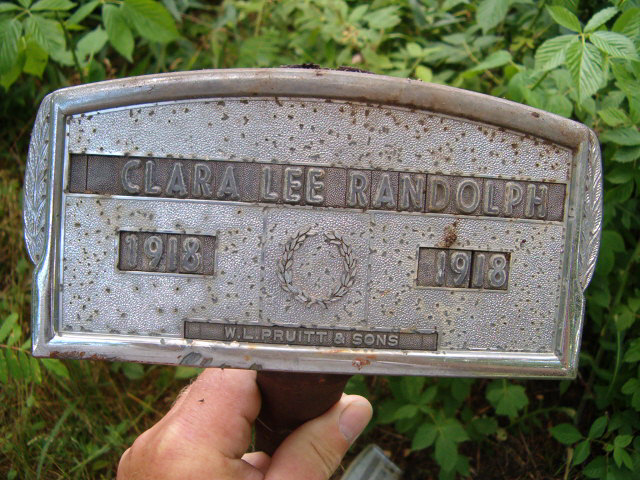 CLARA LEE RANDOLPH
1918 1918
W.L. PRUITT & SONS